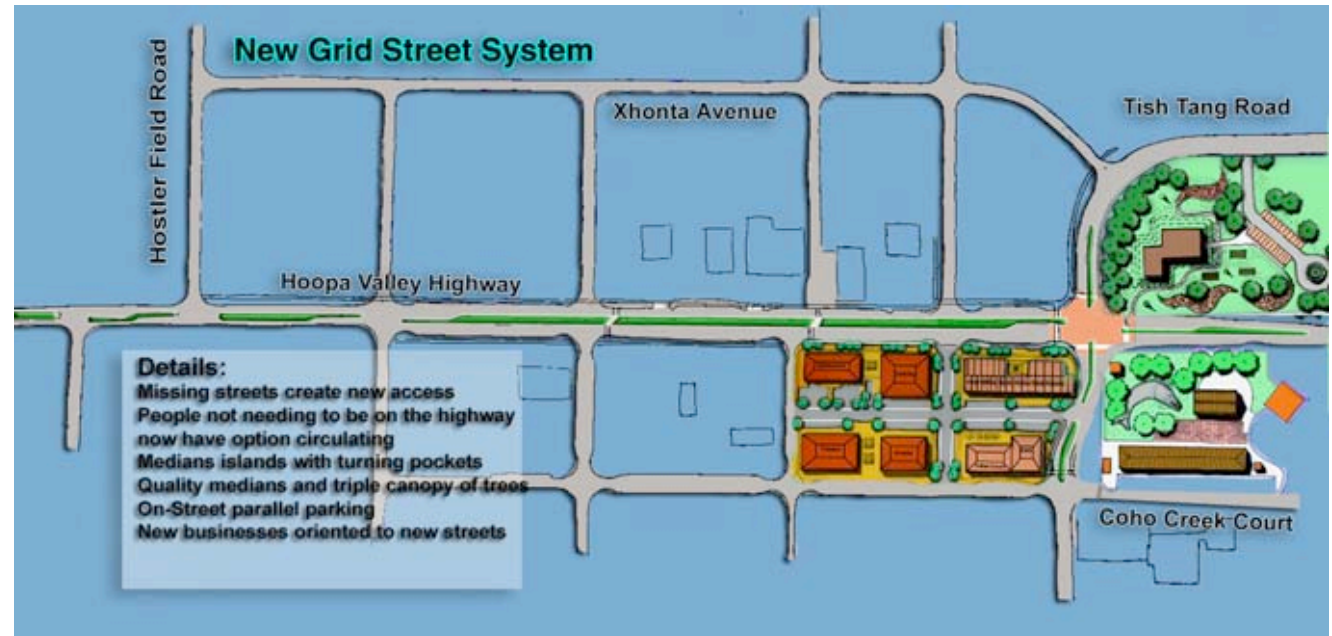 New Grid Street System
Hostler Field Road
Xhonta Avenue
Tish Tang Road
Hoopa Valley Highway
Details:
Missing streets create new access
People not needing to be on the highway
now have option circulating
Medians islands with turning pockets
Quality medians and triple canopy of trees
On-Street parallel parking
New businesses oriented to new streets
Coho Creek Court